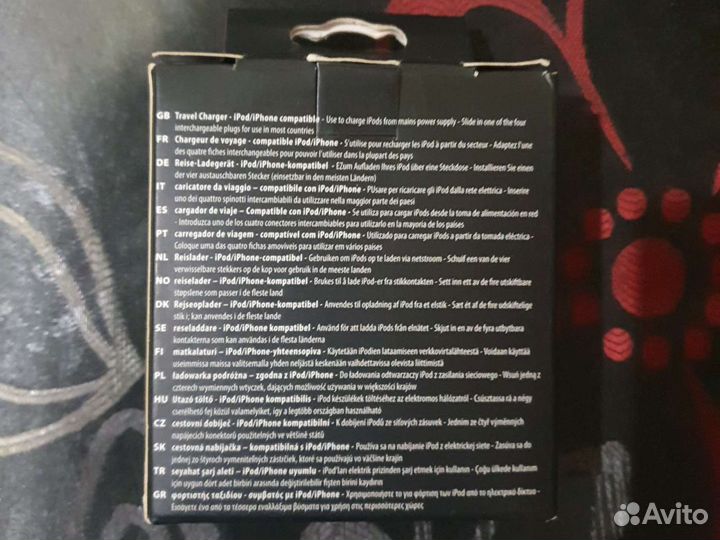 GB Travel Charger - iPod/iPhone compatible - Use to charge iPods from mains power supply - Slide in one of the four
interchargeable plugs for use in most countries
FR Chargeur de voyage - compatible iPod/iPhone - S'utilise pour recharger les iPod à partir du secteur - Adaptez l'une
des quatre fiches interchangeables pour pouvoir l'utiliser dans la plupart des pays
DE Reise-Ladegerät - iPod/iPhone-kompatibel - EZum Aufladen Ihres iPod über eine Steckdose - Installieren Sie einen
der vier austauschbaren Stecker (einsetzbar in den meisten Ländern)
IT caricatore da viaggio – compatibile con iPod/iPhone - PUsare per ricaricare gli iPod dalla rete elettrica - Inserire
uno dei quattro spinotti intercambiabili da utilizzare nella maggior parte dei paesi
ES cargador de viaje - Compatible con iPod/iPhone - Se utiliza para cargar iPods desde la toma de alimentación en red
- Introduzca uno de los cuatro conectores intercambiables para utilizarlo en la mayoría de los países
PT carregador de viagem - compatível com iPod/iPhone - Utilizado para carregar iPods a partir da tomada eléctrica -
Coloque uma das quatro fichas amovíveis para utilizar em vários países
NL Reislader - iPod/iPhone-compatibel - Gebruiken om iPods op te laden via netstroom - Schuif een van de vier
verwisselbare stekkers op de kop voor gebruik in de meeste landen
NO reiselader – iPod/iPhone-kompatibel - Brukes til å lade iPod-er fra stikkontakten - Sett inn ett av de fire utskiftbare
støpslene som passer i de fleste land
DK Rejseoplader – iPod/iPhone-kompatibel - Anvendes til opladning af iPod fra et elstik - Sæt ét af de fire udskiftelige
stik i; kan anvendes i de fleste lande
SE reseladdare - iPod/iPhone kompatibel - Använd för att ladda iPods från elnätet - Skjut in en av de fyra utbytbara
kontakterna som kan användas i de flesta länderna
FI matkalaturi – iPod/iPhone-yhteensopiva - Käytetään iPodien lataamiseen verkkovirtalähteestä - Voidaan käyttää
useimmissa maissa valitsemalla yhden neljästä keskenään vaihdettavissa olevista liittimistä
PL ładowarka podróżna – zgodna z iPod/iPhone - Do ładowania odtwarzaczy iPod z zasilania sieciowego - Wsuń jedną z
czterech wymiennych wtyczek, dających możliwość używania w większości krajów
HU Utazó töltő - iPod/iPhone kompatibilis - iPod készülékek töltéséhez az elektromos hálózatról - Csúsztassa rá a négy
cserélhető fej közül valamelyiket, így a legtöbb országban használható
CZ cestovní dobíječ - iPod/iPhone kompatibilní - K dobíjení iPodů ze síťových zásuvek - Jedním ze čtyř výměnných
napájecích konektorů použitelných ve většině států
SK cestovná nabíjačka – kompatibilná s iPod/iPhone - Používa sa na nabíjanie iPod z elektrickej siete - Zasúva sa do
jednej zo štyroch vymeniteľných zástrčiek, ktoré sa používajú vo väčšine krajín
TR seyahat şarj aleti – iPod/iPhone uyumlu - iPod'ları elektrik prizinden şarj etmek için kullanın - Çoğu ülkede kullanım
için uygun dört adet birbiri arasında değiştirilebilir fişten birini kaydırın
GR φορτιστής ταξιδίου - συμβατός με iPod/iPhone - Χρησιμοποιήστε το για φόρτιση των iPod από το ηλεκτρικό δίκτυο -
Εισάγετε ένα από τα τέσσερα εναλλάξιμα βύσματα για χρήση στις περισσότερες χώρες
Avito